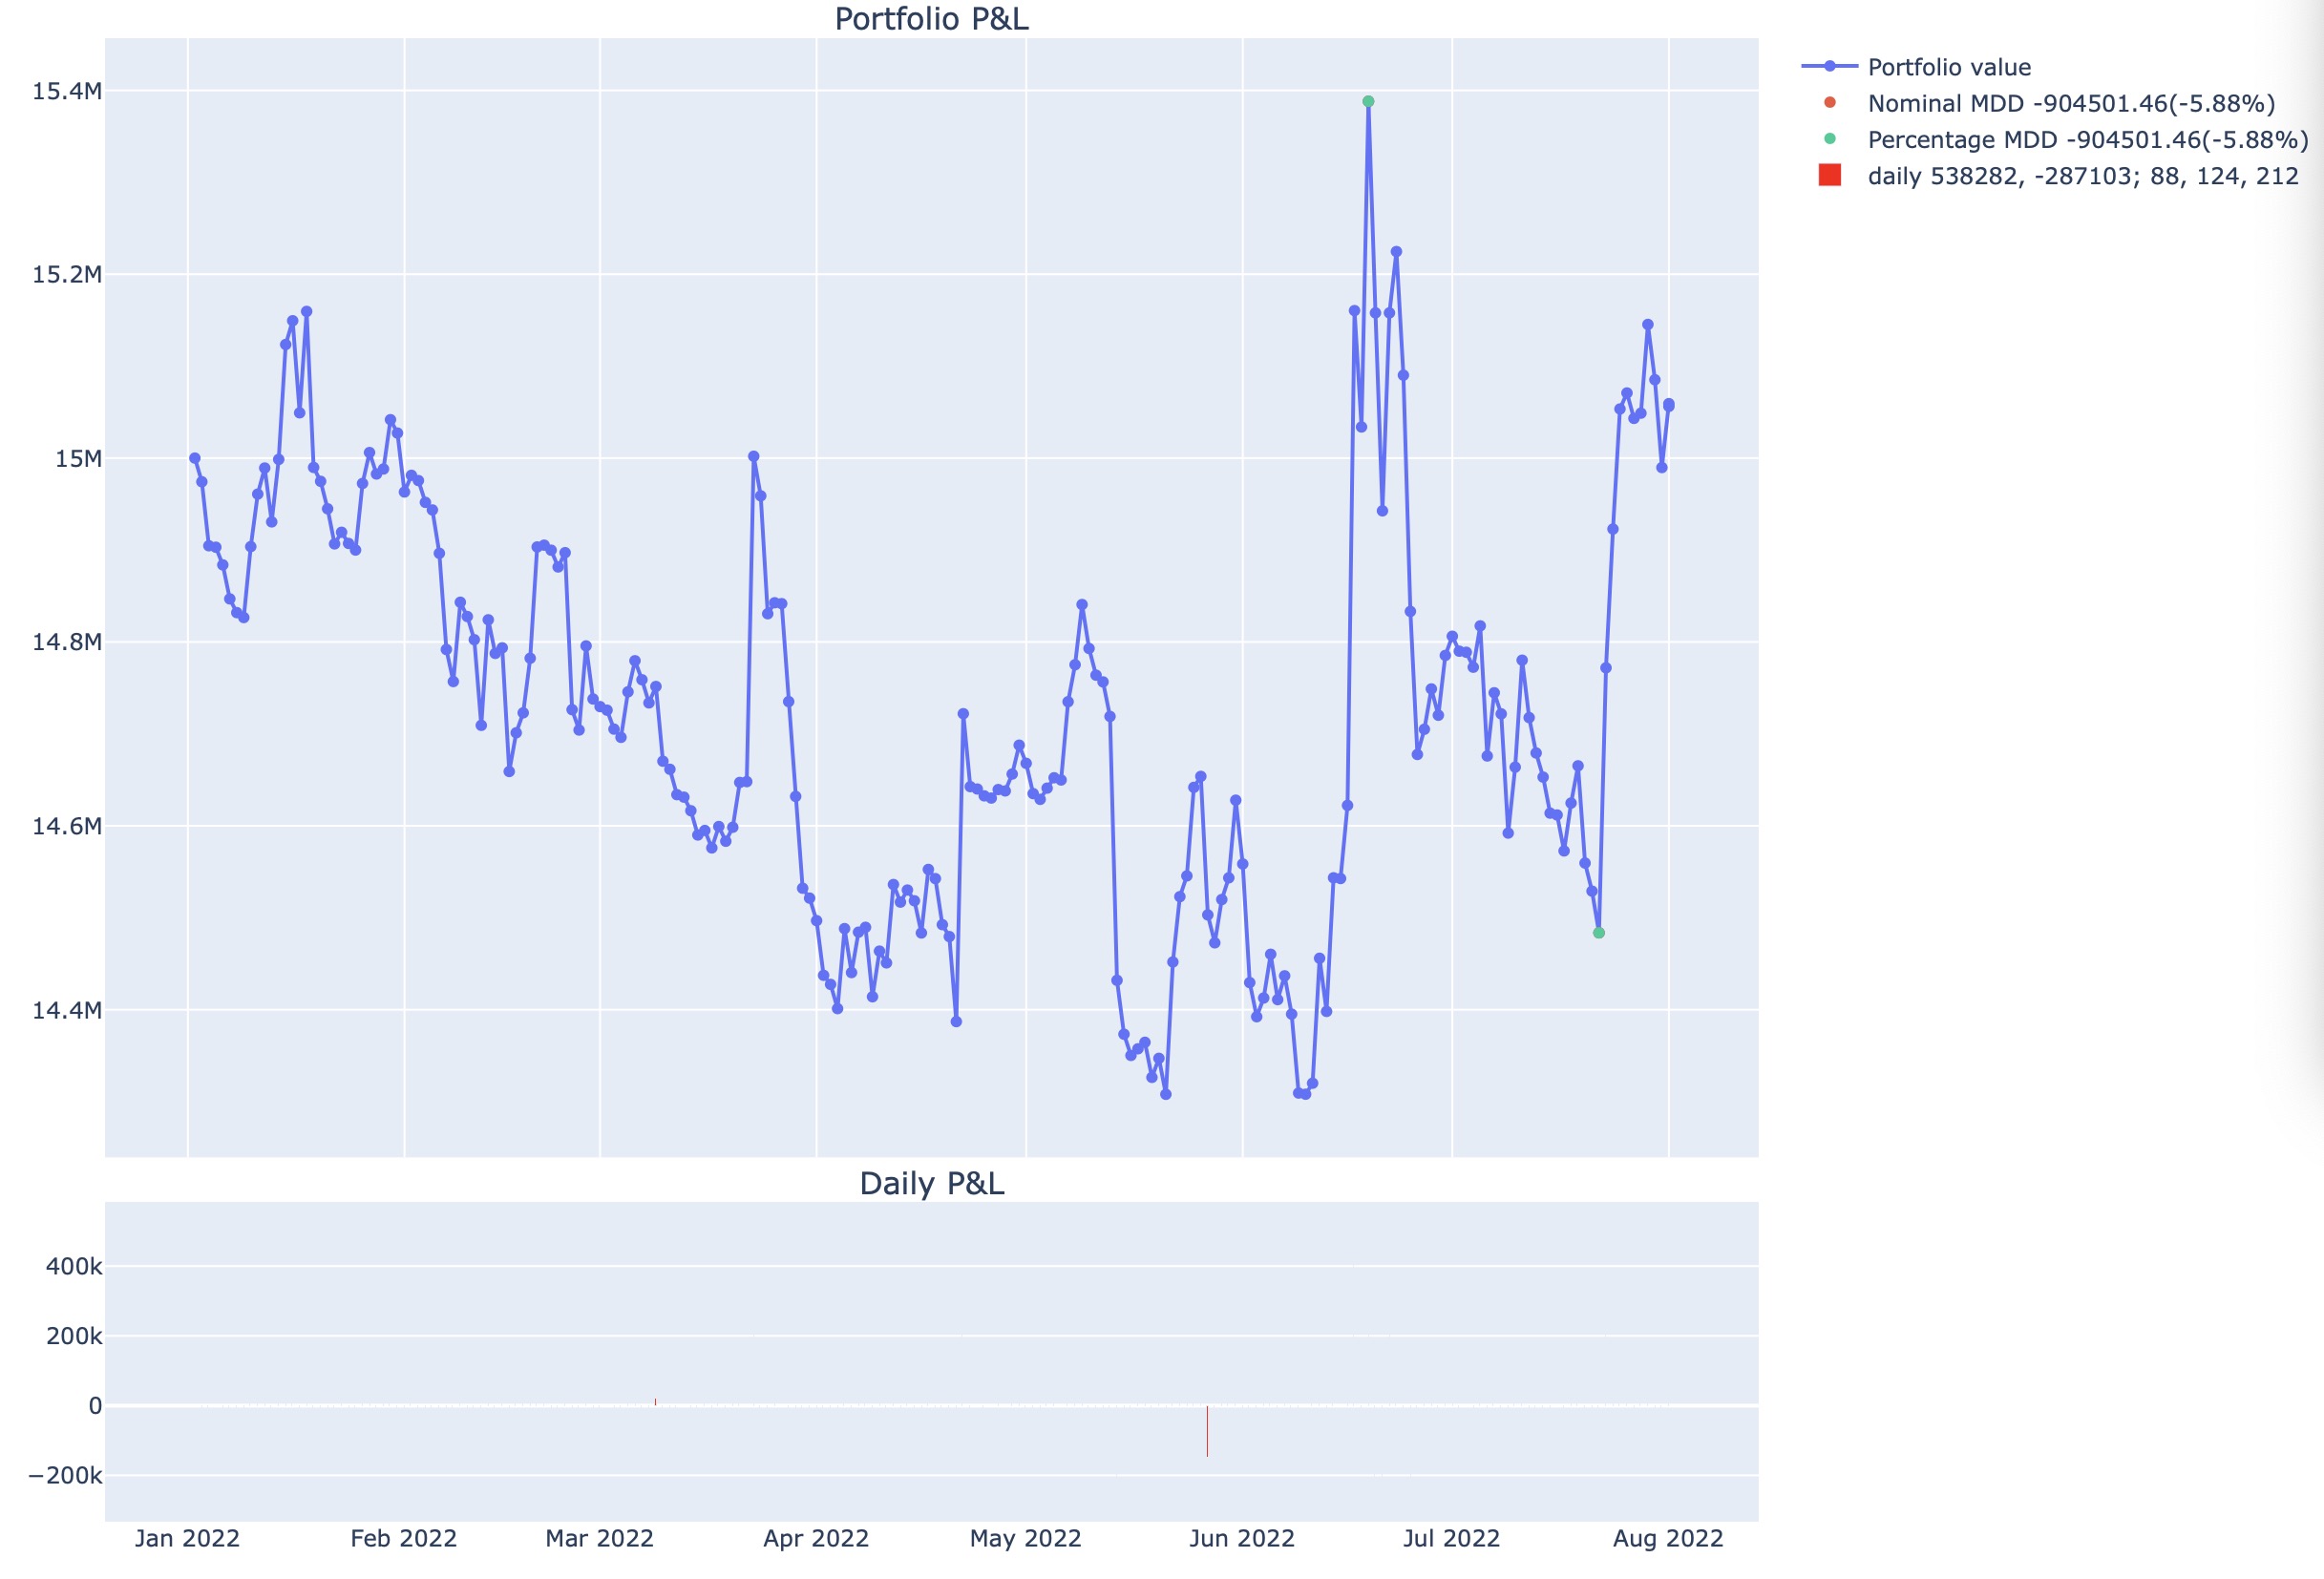 Portfolio P&L
15.4M
15.2M
15M
14.8M
14.6M
14.4M
Portfolio value
Nominal MDD -904501.46(-5.88%)
Percentage MDD -904501.46(-5.88%)
daily 538282, -287103; 88, 124, 212
Daily P&L
400k
200k
0
−200k
Jan 2022 Feb 2022 Mar 2022 Apr 2022 May 2022 Jun 2022 Jul 2022 Aug 2022